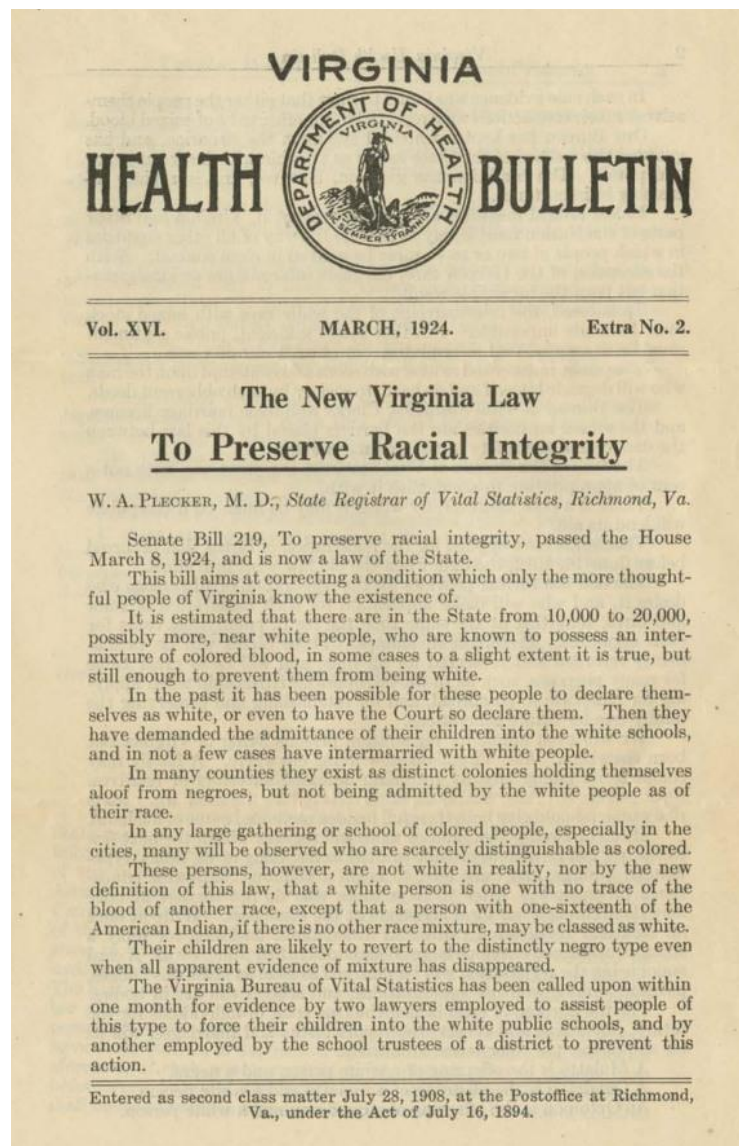 VIRGINIA
HEALTH BULLETIN
DEPARTMENT OF HEALTH
VIRGINIA
SIC SEMPER TYRANNIS
Vol. XVI. MARCH, 1924. Extra No. 2.
The New Virginia Law
To Preserve Racial Integrity
W. A. PLECKER, M. D., State Registrar of Vital Statistics, Richmond, Va.
Senate Bill 219, To preserve racial integrity, passed the House
March 8, 1924, and is now a law of the State.
This bill aims at correcting a condition which only the more thought-
ful people of Virginia know the existence of.
It is estimated that there are in the State from 10,000 to 20,000,
possibly more, near white people, who are known to possess an inter-
mixture of colored blood, in some cases to a slight extent it is true, but
still enough to prevent them from being white.
In the past it has been possible for these people to declare them-
selves as white, or even to have the Court so declare them. Then they
have demanded the admittance of their children into the white schools,
and in not a few cases have intermarried with white people.
In many counties they exist as distinct colonies holding themselves
aloof from negroes, but not being admitted by the white people as of
their race.
In any large gathering or school of colored people, especially in the
cities, many will be observed who are scarcely distinguishable as colored.
These persons, however, are not white in reality, nor by the new
definition of this law, that a white person is one with no trace of the
blood of another race, except that a person with one-sixteenth of the
American Indian, if there is no other race mixture, may be classed as white.
Their children are likely to revert to the distinctly negro type even
when all apparent evidence of mixture has disappeared.
The Virginia Bureau of Vital Statistics has been called upon within
one month for evidence by two lawyers employed to assist people of
this type to force their children into the white public schools, and by
another employed by the school trustees of a district to prevent this
action.
Entered as second class matter July 28, 1908, at the Postoffice at Richmond,
Va., under the Act of July 16, 1894.